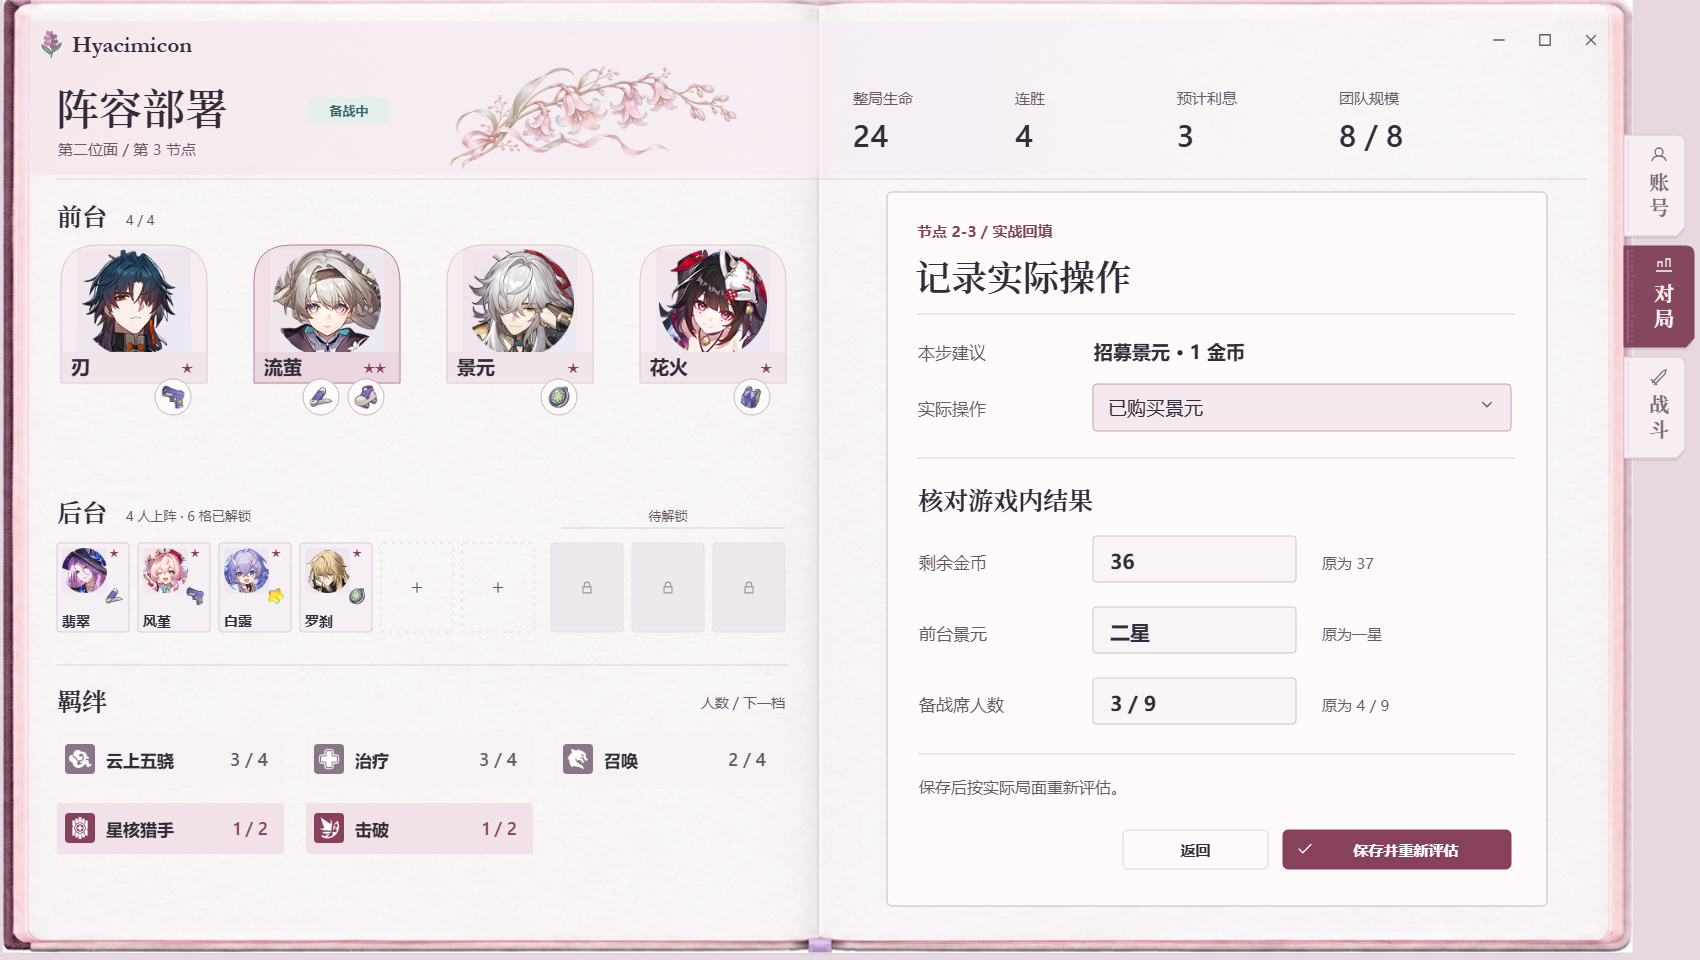 Hyacimicon
阵容部署
备战中
第二位面 / 第 3 节点
整局生命
24
连胜
4
预计利息
3
团队规模
8 / 8
账号
对局
战斗
前台
4 / 4
刃
★
流萤
★★
景元
★
花火
★
后台
4 人上阵 · 6 格已解锁
待解锁
★
翡翠
★
风堇
★
白露
★
罗刹
+
+
羁绊
人数 / 下一档
云上五骁
3 / 4
治疗
3 / 4
召唤
2 / 4
星核猎手
1 / 2
击破
1 / 2
节点 2-3 / 实战回填
记录实际操作
本步建议
招募景元 • 1 金币
实际操作
已购买景元
核对游戏内结果
剩余金币
36
原为 37
前台景元
二星
原为一星
备战席人数
3 / 9
原为 4 / 9
保存后按实际局面重新评估。
返回
保存并重新评估